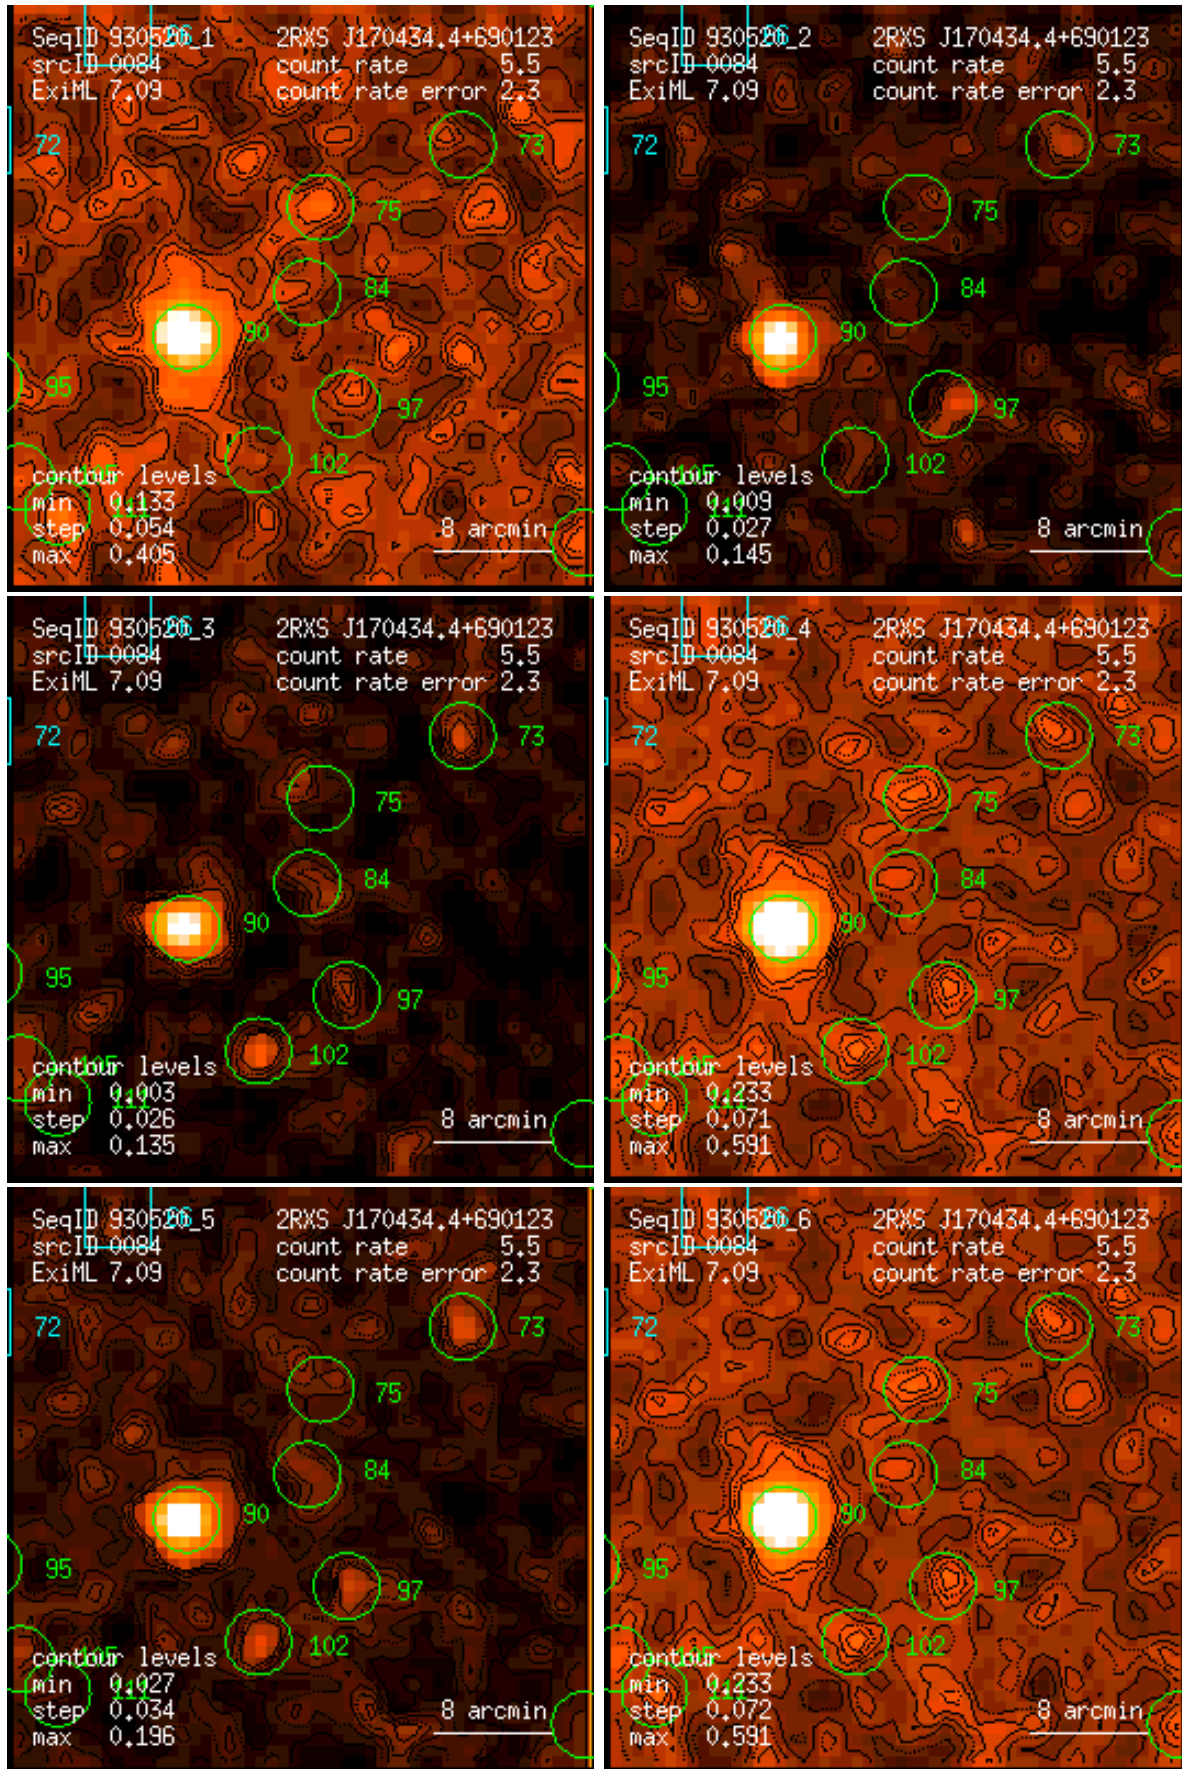 SeqID 930520_1 2RXS J170434.4+690123
srcID 0084 count rate 5.5
ExiML 7.09 count rate error 2.3
72
73
75
84
90
95
97
102
contour levels
min 0.133
step 0.054
max 0.405
8 arcmin
SeqID 930520_2 2RXS J170434.4+690123
srcID 0084 count rate 5.5
ExiML 7.09 count rate error 2.3
72
73
75
84
90
95
97
102
contour levels
min 0.009
step 0.027
max 0.145
8 arcmin
SeqID 930520_3 2RXS J170434.4+690123
srcID 0084 count rate 5.5
ExiML 7.09 count rate error 2.3
72
73
75
84
90
95
97
102
contour levels
min 0.003
step 0.026
max 0.135
8 arcmin
SeqID 930520_4 2RXS J170434.4+690123
srcID 0084 count rate 5.5
ExiML 7.09 count rate error 2.3
72
73
75
84
90
95
97
102
contour levels
min 0.233
step 0.071
max 0.591
8 arcmin
SeqID 930520_5 2RXS J170434.4+690123
srcID 0084 count rate 5.5
ExiML 7.09 count rate error 2.3
72
73
75
84
90
95
97
102
contour levels
min 0.027
step 0.034
max 0.196
8 arcmin
SeqID 930520_6 2RXS J170434.4+690123
srcID 0084 count rate 5.5
ExiML 7.09 count rate error 2.3
72
73
75
84
90
95
97
102
contour levels
min 0.233
step 0.072
max 0.591
8 arcmin